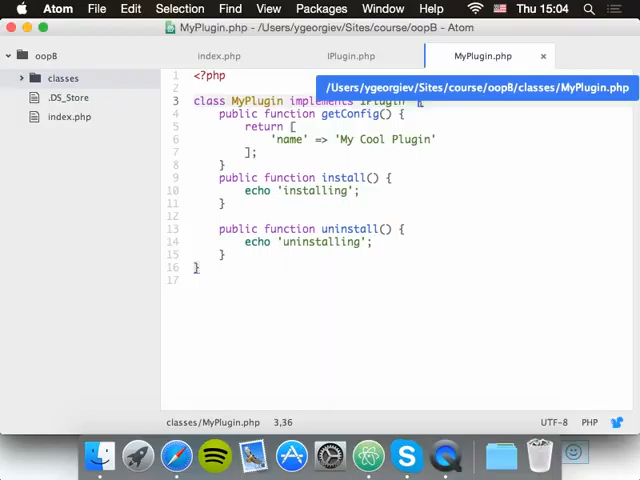 Atom File Edit Selection Find View Packages Window Help Thu 15:04
MyPlugin.php - /Users/ygeorgiev/Sites/course/oopB - Atom
oopB
classes
.DS_Store
index.php
index.php IPlugin.php MyPlugin.php
/Users/ygeorgiev/Sites/course/oopB/classes/MyPlugin.php
1 <?php
2
3 class MyPlugin implements IPlugin {
4 public function getConfig() {
5 return [
6 'name' => 'My Cool Plugin'
7 ];
8 }
9 public function install() {
10 echo 'installing';
11 }
12
13 public function uninstall() {
14 echo 'uninstalling';
15 }
16 }
17
classes/MyPlugin.php 3,36 UTF-8 PHP